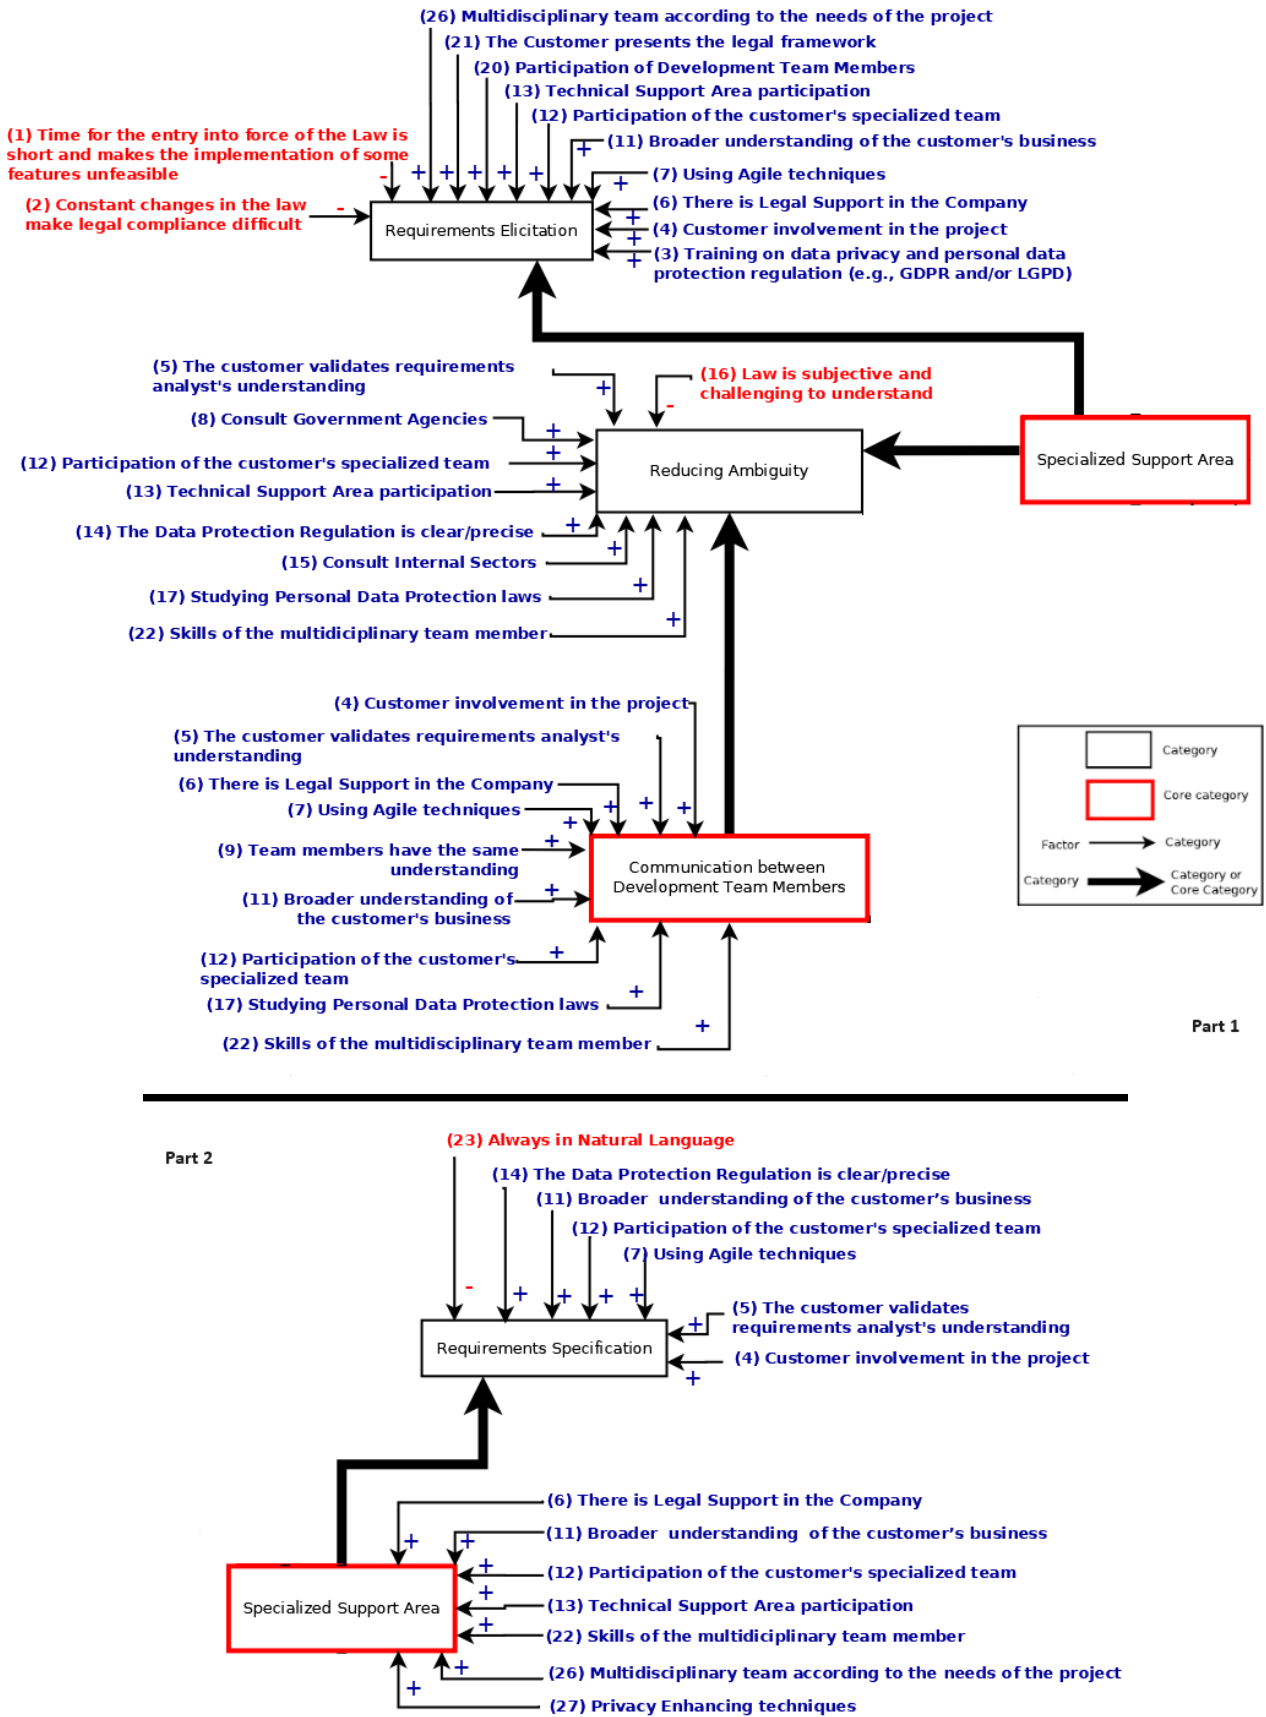 (26) Multidisciplinary team according to the needs of the project
(21) The Customer presents the legal framework
(20) Participation of Development Team Members
(13) Technical Support Area participation
(12) Participation of the customer's specialized team
(11) Broader understanding of the customer's business
(1) Time for the entry into force of the Law is
short and makes the implementation of some
features unfeasible
-
+ + + + + + +
(7) Using Agile techniques
(2) Constant changes in the law
make legal compliance difficult
-
Requirements Elicitation
(6) There is Legal Support in the Company
+
(4) Customer involvement in the project
+
(3) Training on data privacy and personal data
protection regulation (e.g., GDPR and/or LGPD)
+
(5) The customer validates requirements
analyst's understanding
+
(16) Law is subjective and
challenging to understand
-
(8) Consult Government Agencies
+
(12) Participation of the customer's specialized team
+
(13) Technical Support Area participation
+
Reducing Ambiguity
Specialized Support Area
(14) The Data Protection Regulation is clear/precise
+
(15) Consult Internal Sectors
+
(17) Studying Personal Data Protection laws
+
(22) Skills of the multidiciplinary team member
+
(4) Customer involvement in the project
+
(5) The customer validates requirements analyst's
understanding
+
(6) There is Legal Support in the Company
+
(7) Using Agile techniques
+
(9) Team members have the same
understanding
+
(11) Broader understanding of
the customer's business
+
Communication between
Development Team Members
(12) Participation of the customer's
specialized team
+
(17) Studying Personal Data Protection laws
+
(22) Skills of the multidisciplinary team member
+
Category
Core category
Factor
Category
Category
Category or
Core Category
Part 1
Part 2
(23) Always in Natural Language
-
(14) The Data Protection Regulation is clear/precise
+
(11) Broader understanding of the customer’s business
+
(12) Participation of the customer's specialized team
+
(7) Using Agile techniques
+
(5) The customer validates
requirements analyst's understanding
+
Requirements Specification
(4) Customer involvement in the project
+
(6) There is Legal Support in the Company
+
(11) Broader understanding of the customer’s business
+
(12) Participation of the customer's specialized team
+
Specialized Support Area
(13) Technical Support Area participation
+
(22) Skills of the multidiciplinary team member
+
(26) Multidisciplinary team according to the needs of the project
+
(27) Privacy Enhancing techniques
+